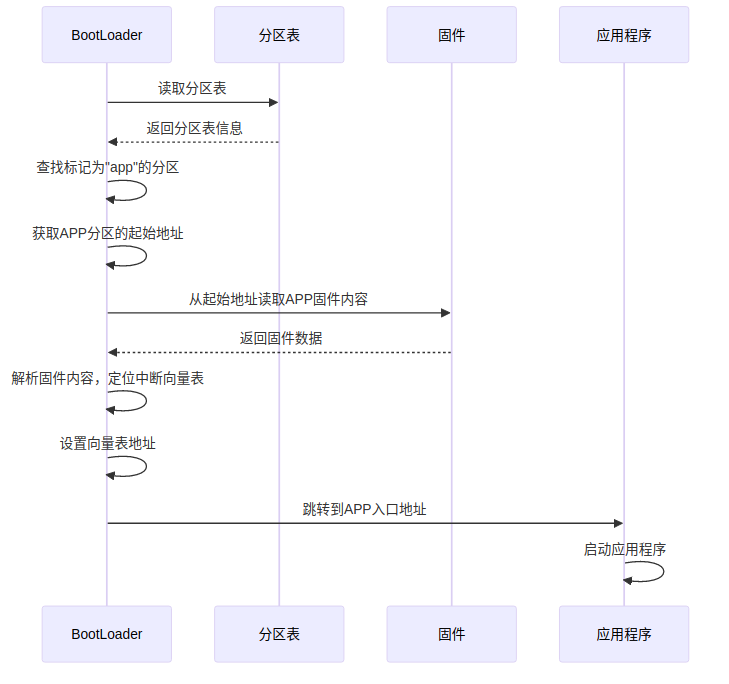 BootLoader
分区表
固件
应用程序
读取分区表
返回分区表信息
查找标记为"app"的分区
获取APP分区的起始地址
从起始地址读取APP固件内容
返回固件数据
解析固件内容，定位中断向量表
设置向量表地址
跳转到APP入口地址
启动应用程序
BootLoader
分区表
固件
应用程序